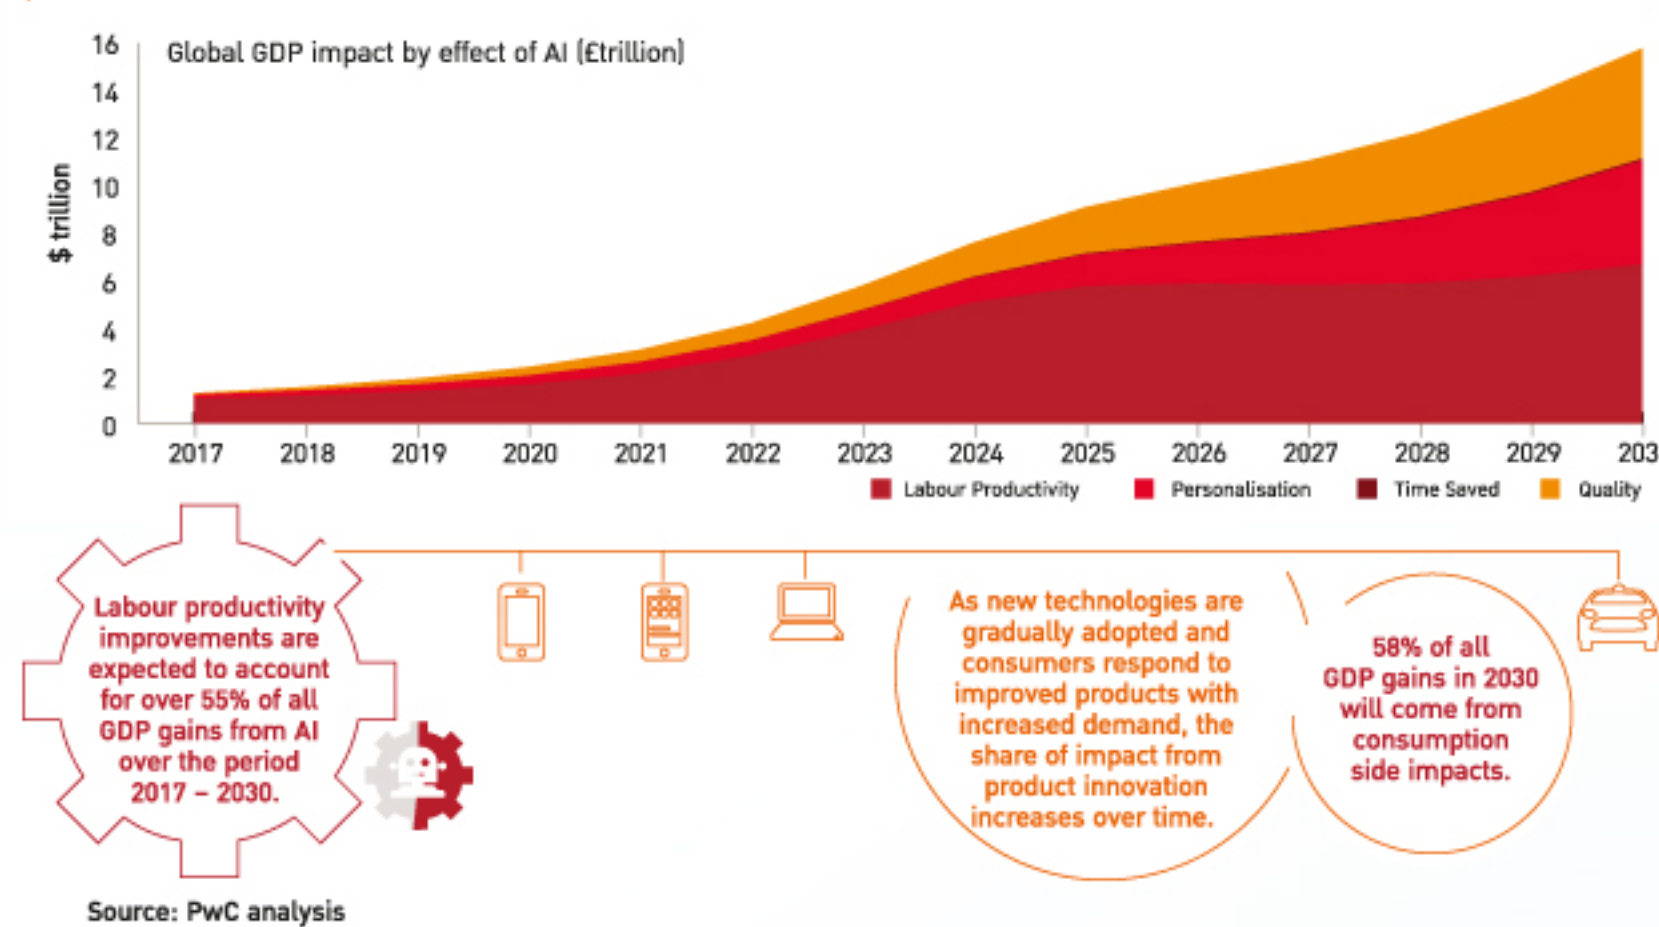 Global GDP impact by effect of AI (£trillion)
$ trillion
16
14
12
10
8
6
4
2
0
2017 2018 2019 2020 2021 2022 2023 2024 2025 2026 2027 2028 2029 203
Labour Productivity Personalisation Time Saved Quality
Labour productivity
improvements are
expected to account
for over 55% of all
GDP gains from AI
over the period
2017 – 2030.
As new technologies are
gradually adopted and
consumers respond to
improved products with
increased demand, the
share of impact from
product innovation
increases over time.
58% of all
GDP gains in 2030
will come from
consumption
side impacts.
Source: PwC analysis